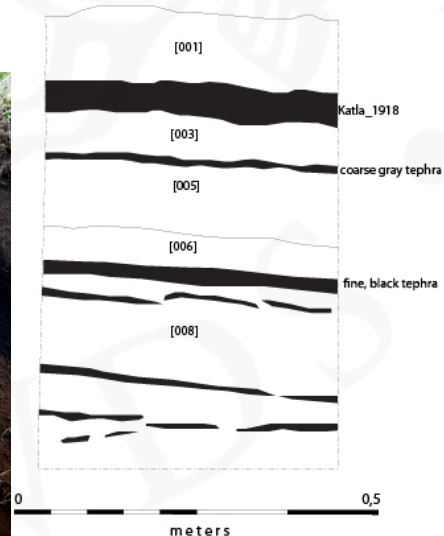 [001]
Katla_1918
[003]
coarse gray tephra
[005]
[006]
fine, black tephra
[008]
0 0,5
meters